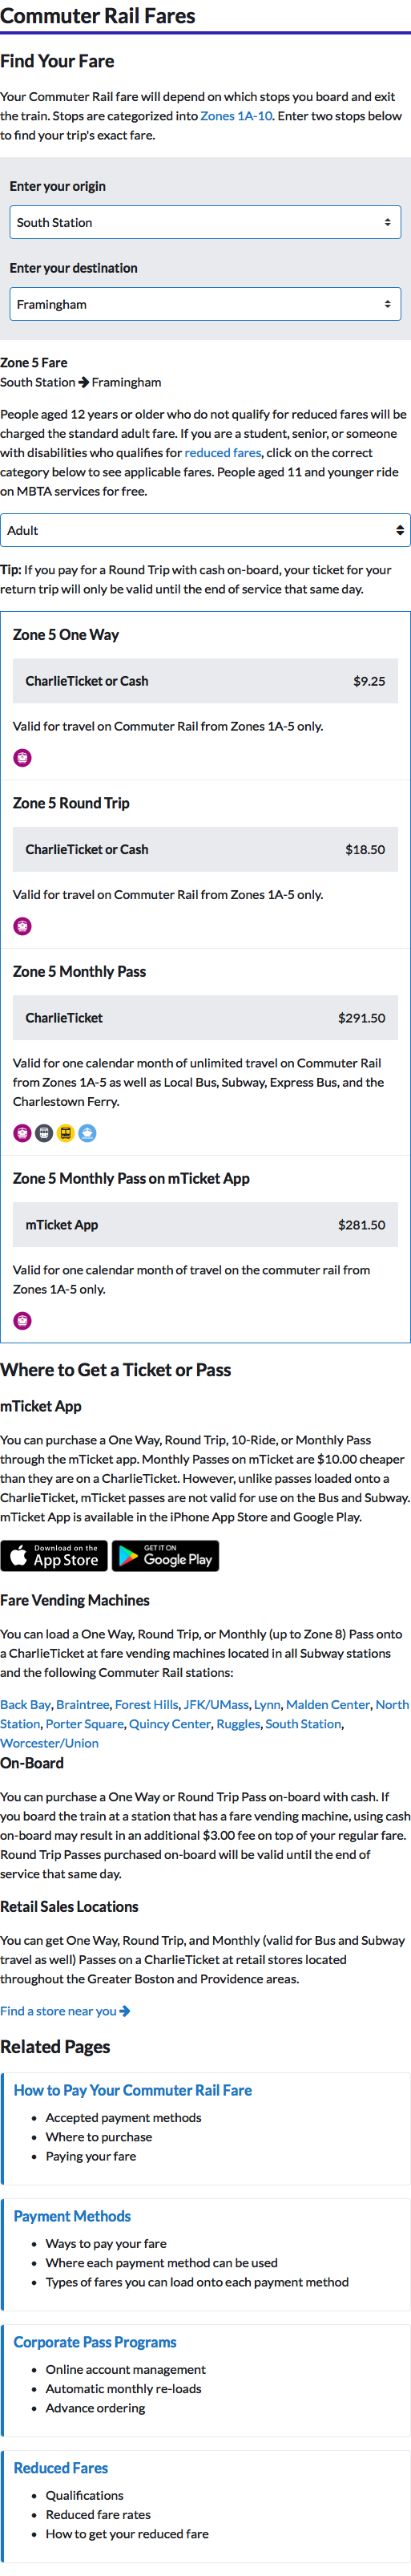 Commuter Rail Fares
Find Your Fare
Your Commuter Rail fare will depend on which stops you board and exit
the train. Stops are categorized into Zones 1A-10. Enter two stops below
to find your trip's exact fare.
Enter your origin
South Station
Enter your destination
Framingham
Zone 5 Fare
South Station → Framingham
People aged 12 years or older who do not qualify for reduced fares will be
charged the standard adult fare. If you are a student, senior, or someone
with disabilities who qualifies for reduced fares, click on the correct
category below to see applicable fares. People aged 11 and younger ride
on MBTA services for free.
Adult
Tip: If you pay for a Round Trip with cash on-board, your ticket for your
return trip will only be valid until the end of service that same day.
Zone 5 One Way
CharlieTicket or Cash $9.25
Valid for travel on Commuter Rail from Zones 1A-5 only.
Zone 5 Round Trip
CharlieTicket or Cash $18.50
Valid for travel on Commuter Rail from Zones 1A-5 only.
Zone 5 Monthly Pass
CharlieTicket $291.50
Valid for one calendar month of unlimited travel on Commuter Rail
from Zones 1A-5 as well as Local Bus, Subway, Express Bus, and the
Charlestown Ferry.
Zone 5 Monthly Pass on mTicket App
mTicket App $281.50
Valid for one calendar month of travel on the commuter rail from
Zones 1A-5 only.
Where to Get a Ticket or Pass
mTicket App
You can purchase a One Way, Round Trip, 10-Ride, or Monthly Pass
through the mTicket app. Monthly Passes on mTicket are $10.00 cheaper
than they are on a CharlieTicket. However, unlike passes loaded onto a
CharlieTicket, mTicket passes are not valid for use on the Bus and Subway.
mTicket App is available in the iPhone App Store and Google Play.
Download on the
App Store
GET IT ON
Google Play
Fare Vending Machines
You can load a One Way, Round Trip, or Monthly (up to Zone 8) Pass onto
a CharlieTicket at fare vending machines located in all Subway stations
and the following Commuter Rail stations:
Back Bay, Braintree, Forest Hills, JFK/UMass, Lynn, Malden Center, North
Station, Porter Square, Quincy Center, Ruggles, South Station,
Worcester/Union
On-Board
You can purchase a One Way or Round Trip Pass on-board with cash. If
you board the train at a station that has a fare vending machine, using cash
on-board may result in an additional $3.00 fee on top of your regular fare.
Round Trip Passes purchased on-board will be valid until the end of
service that same day.
Retail Sales Locations
You can get One Way, Round Trip, and Monthly (valid for Bus and Subway
travel as well) Passes on a CharlieTicket at retail stores located
throughout the Greater Boston and Providence areas.
Find a store near you →
Related Pages
How to Pay Your Commuter Rail Fare
• Accepted payment methods
• Where to purchase
• Paying your fare
Payment Methods
• Ways to pay your fare
• Where each payment method can be used
• Types of fares you can load onto each payment method
Corporate Pass Programs
• Online account management
• Automatic monthly re-loads
• Advance ordering
Reduced Fares
• Qualifications
• Reduced fare rates
• How to get your reduced fare